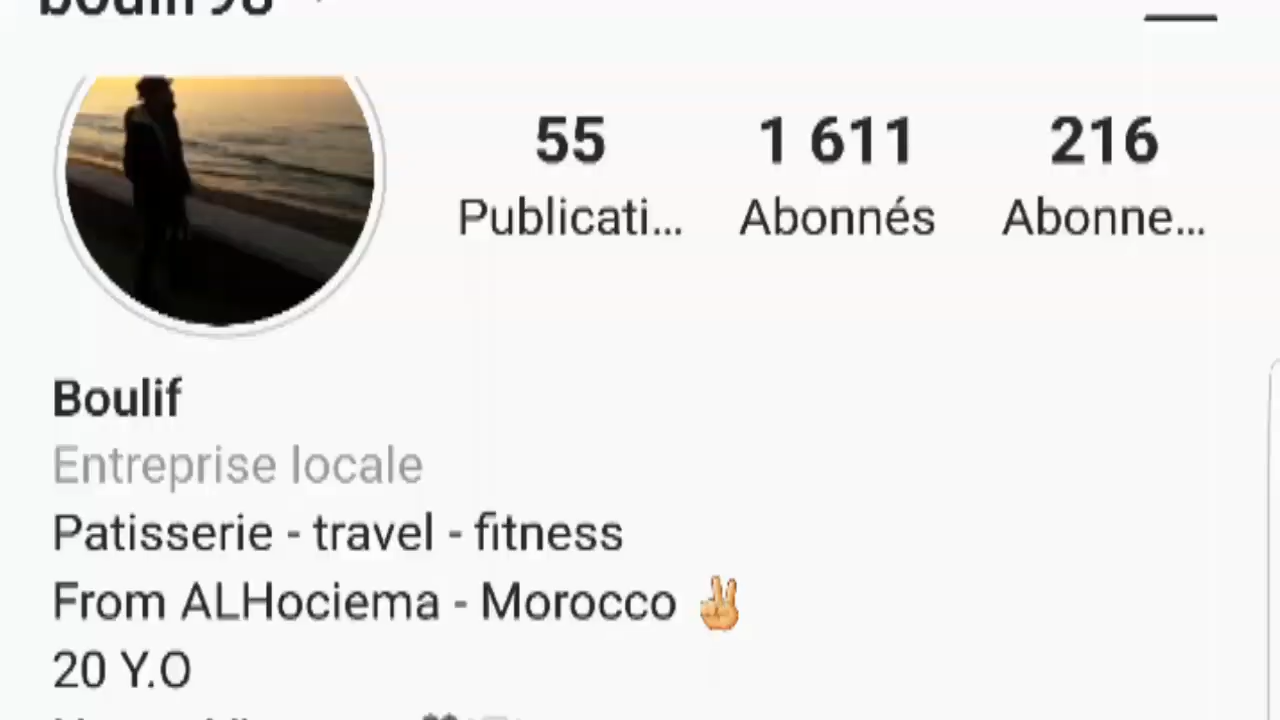 55 1 611 216
Publicati... Abonnés Abonne...
Boulif
Entreprise locale
Patisserie - travel - fitness
From ALHociema - Morocco ✌
20 Y.O